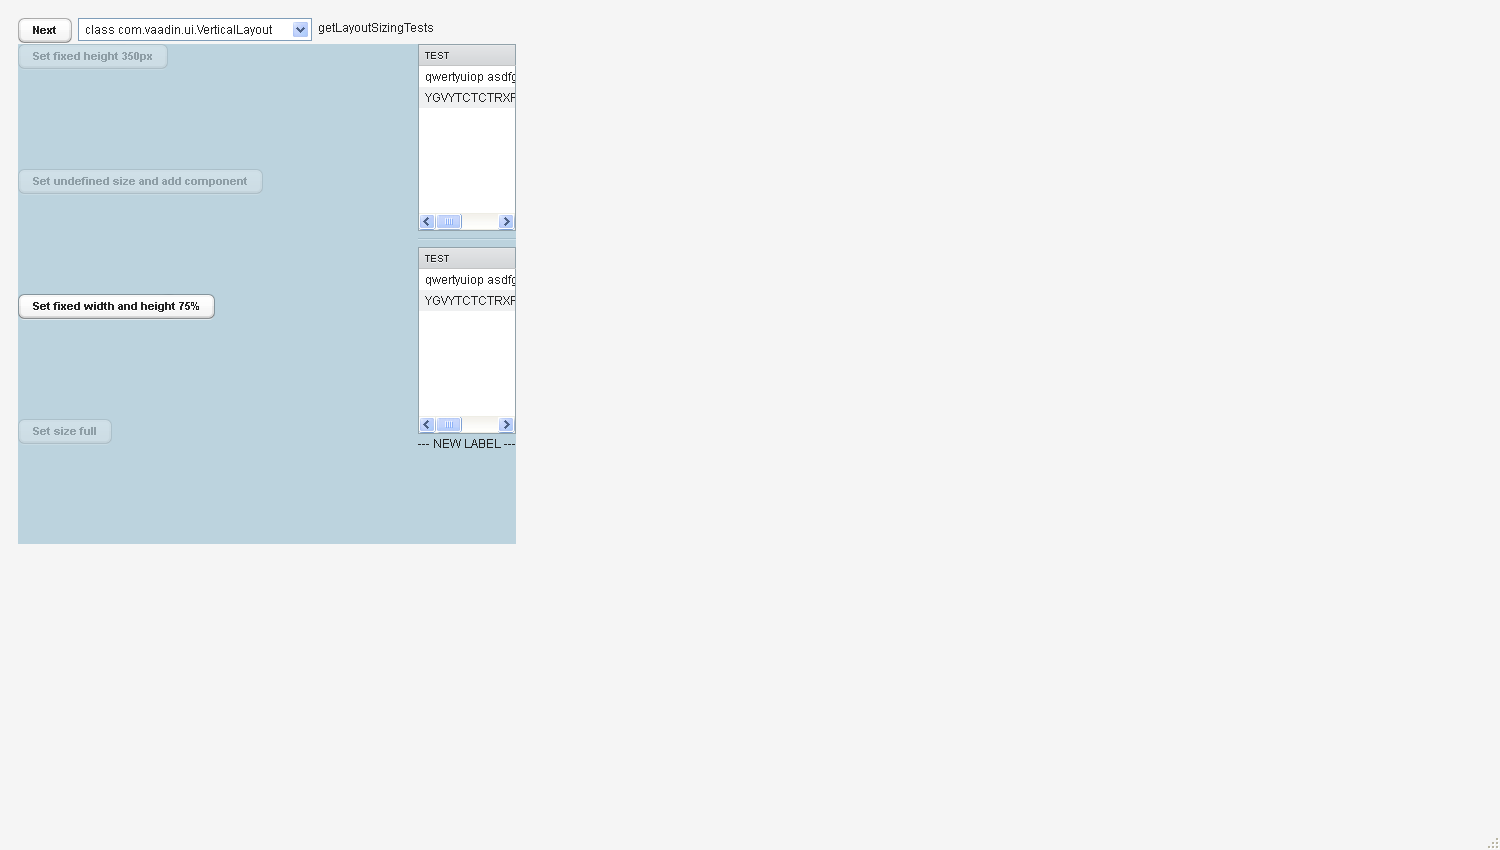 Next
class com.vaadin.ui.VerticalLayout
getLayoutSizingTests
Set fixed height 350px
Set undefined size and add component
Set fixed width and height 75%
Set size full
TEST
qwertyuiop asdfg
YGVYTCTCTRXF
TEST
qwertyuiop asdfg
YGVYTCTCTRXF
--- NEW LABEL ---